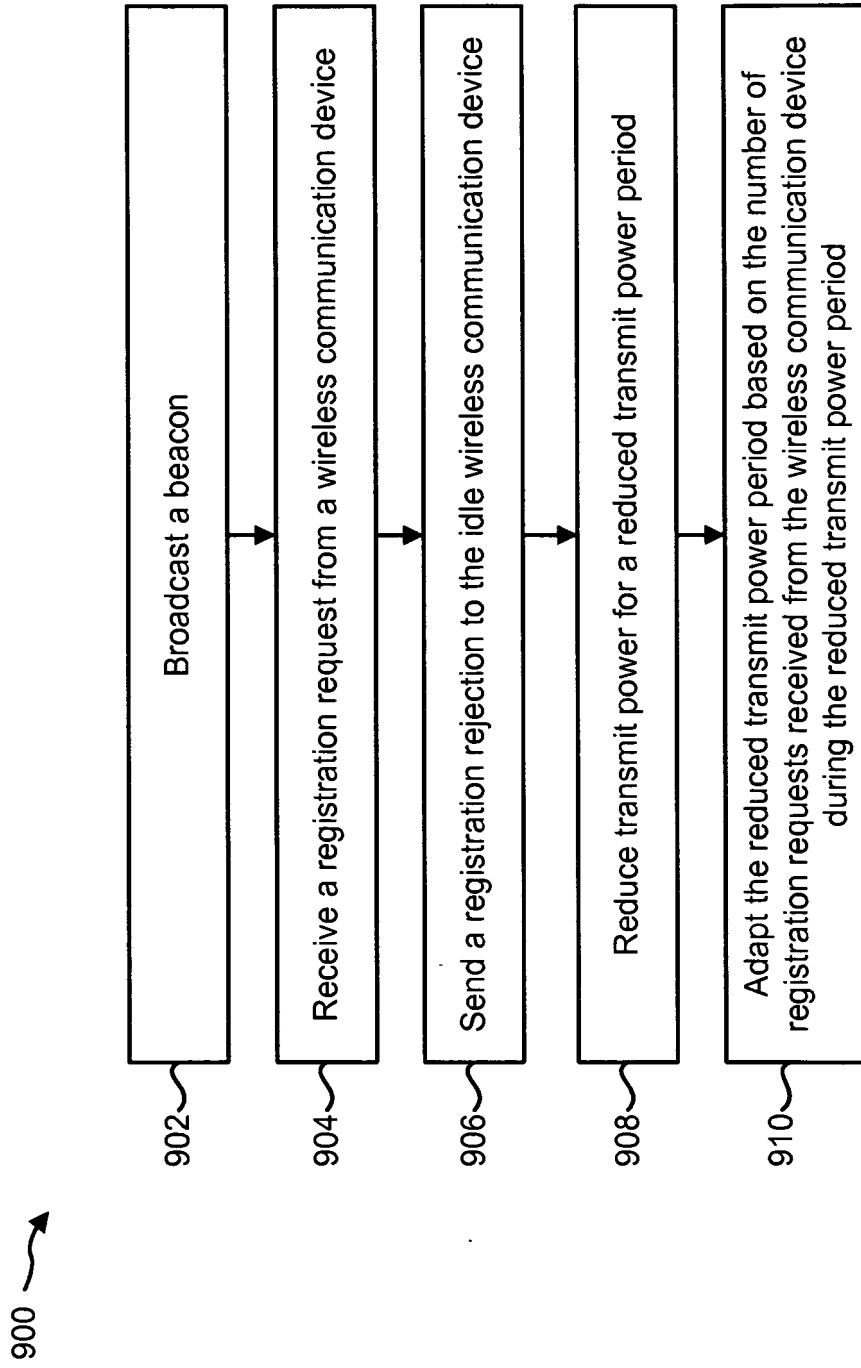 900
902
Broadcast a beacon
904
Receive a registration request from a wireless communication device
906
Send a registration rejection to the idle wireless communication device
908
Reduce transmit power for a reduced transmit power period
910
Adapt the reduced transmit power period based on the number of
registration requests received from the wireless communication device
during the reduced transmit power period